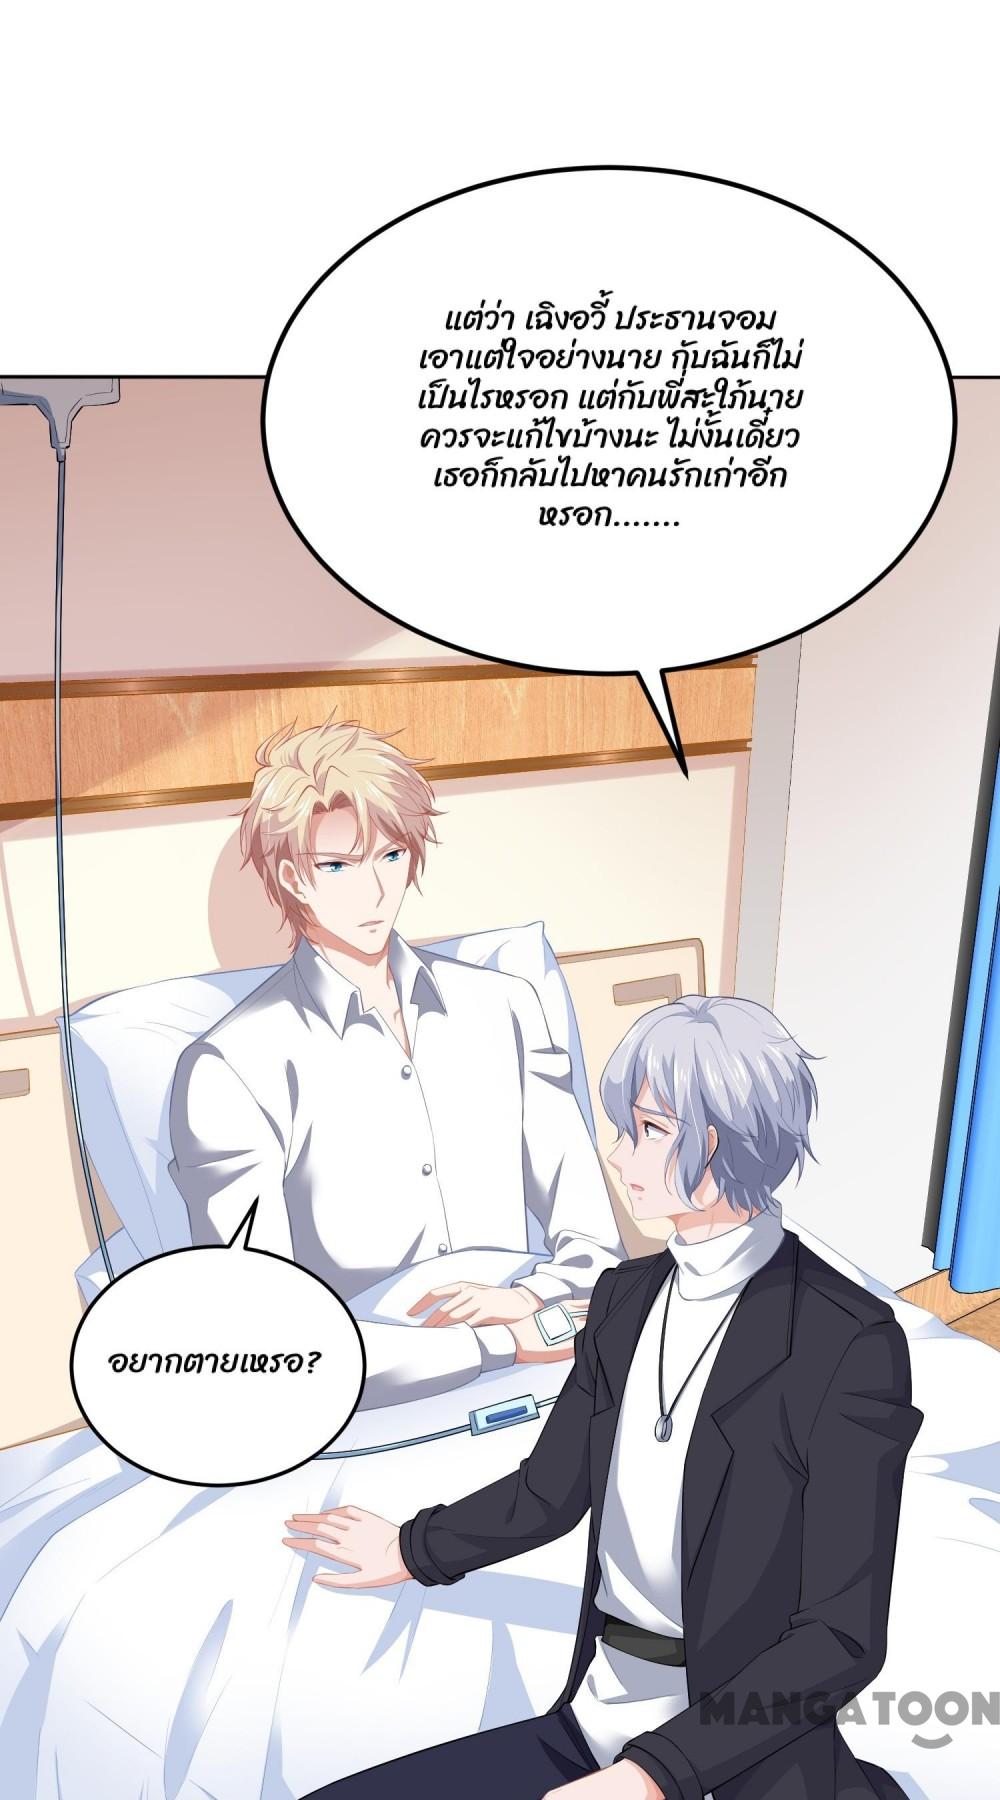 แต่ว่า เฉิงอวี้ ประธานจอม
เอาแต่ใจอย่างนาย กับฉันก็ไม่
เป็นไรหรอก แต่กับพี่สะใภ้นาย
ควรจะแก้ไขบ้างนะ ไม่งั้นเดี๋ยว
เธอก็กลับไปหาคนรักเก่าอีก
หรอก.......
อยากตายเหรอ?
MANGATOON